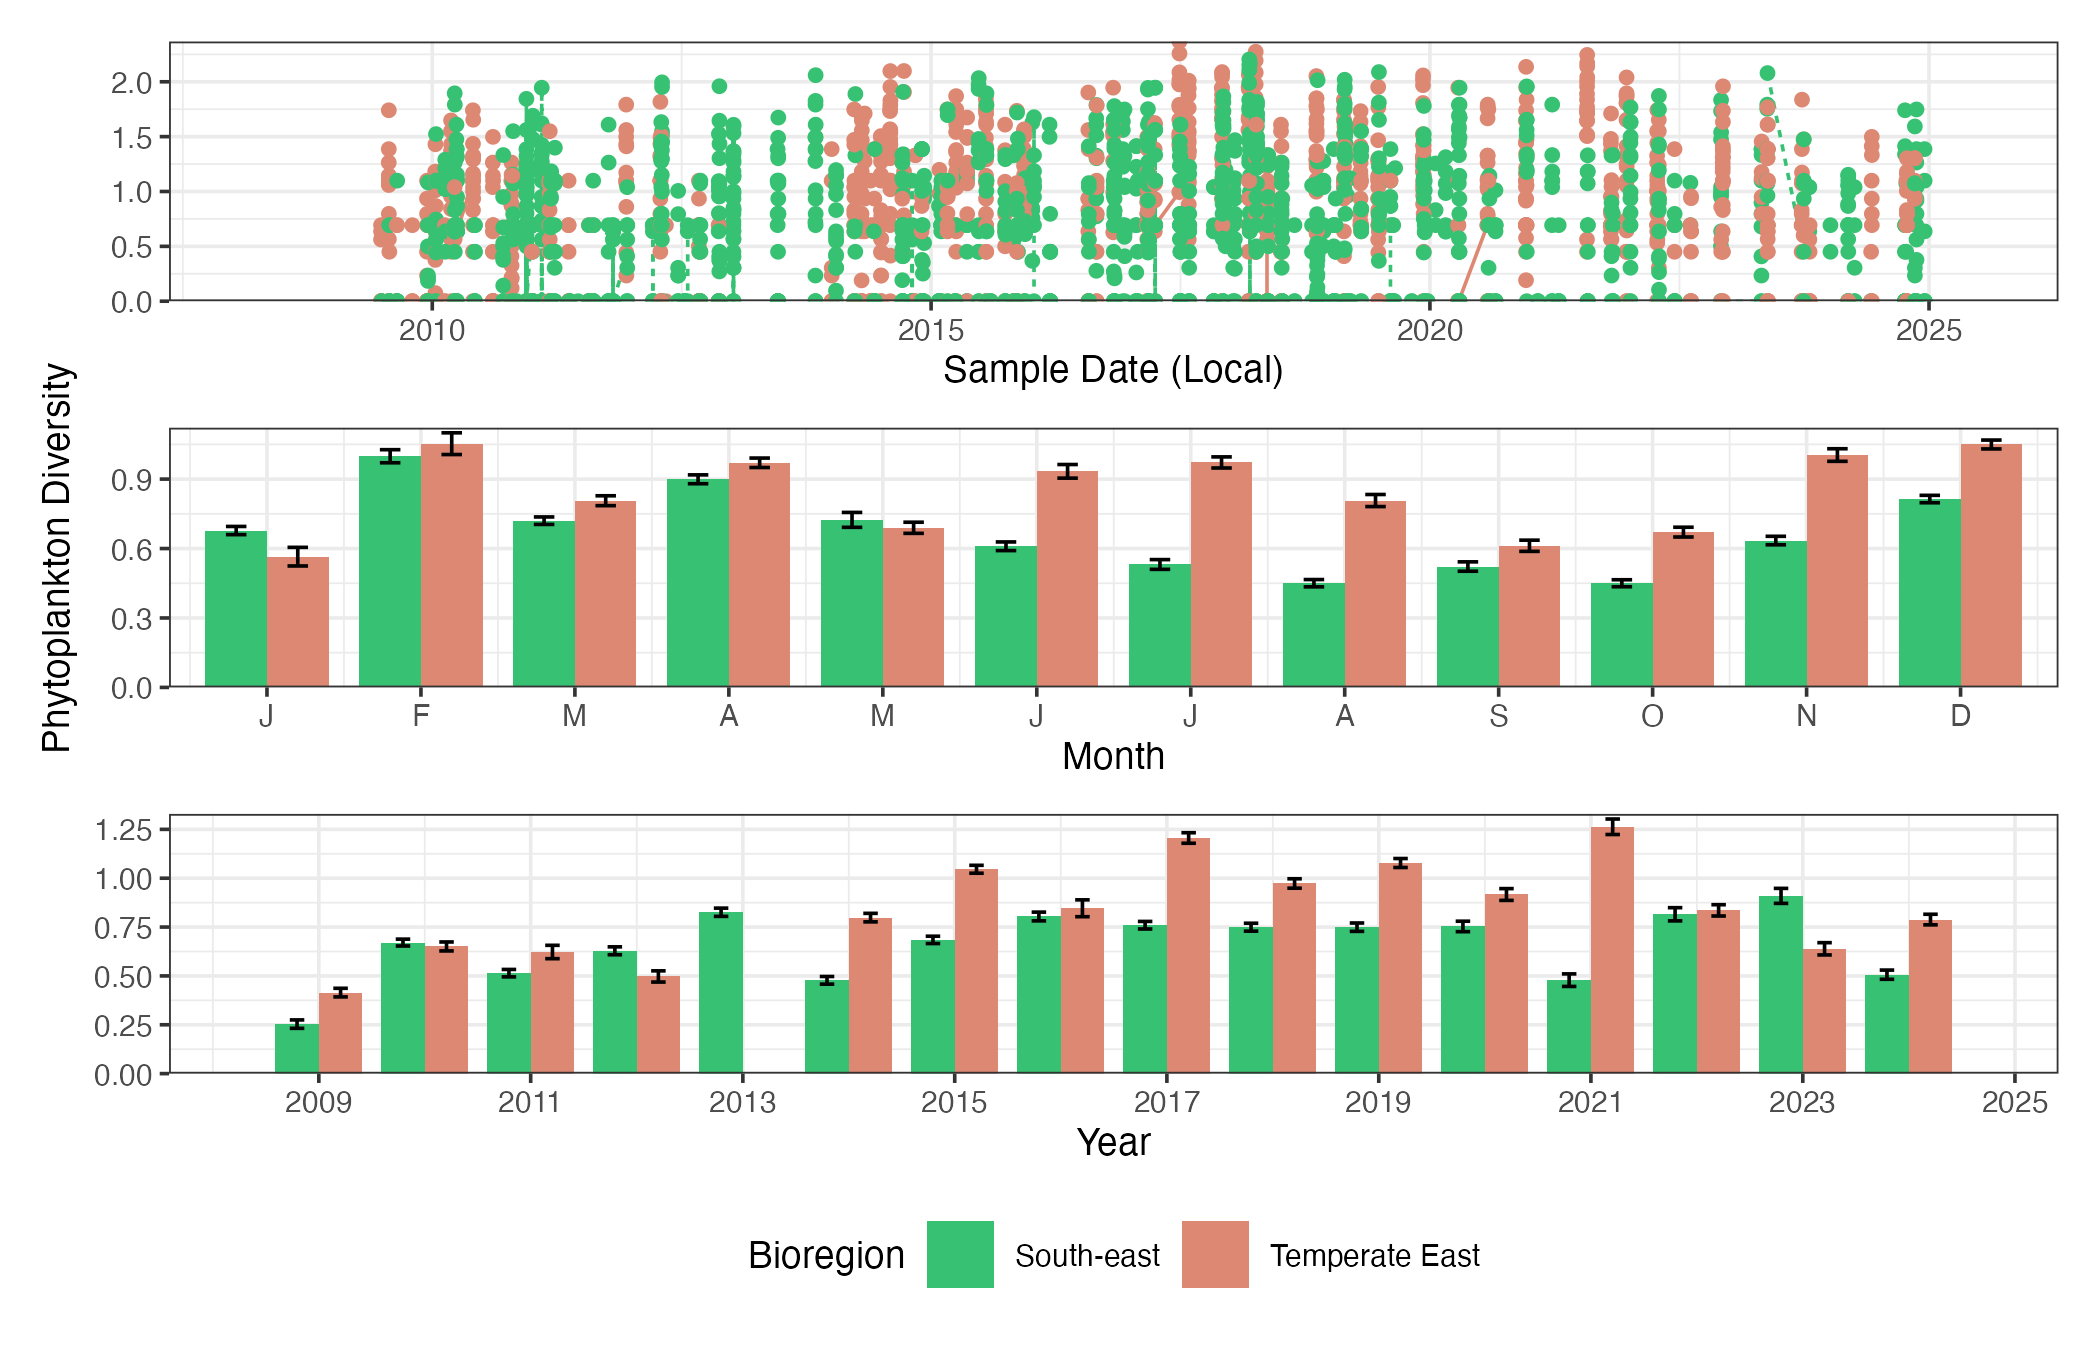 2.0
1.5
1.0
0.5
0.0
2010 2015 2020 2025
Sample Date (Local)
Phytoplankton Diversity
0.9
0.6
0.3
0.0
J F M A M J J A S O N D
Month
1.25
1.00
0.75
0.50
0.25
0.00
2009 2011 2013 2015 2017 2019 2021 2023 2025
Year
Bioregion South-east Temperate East